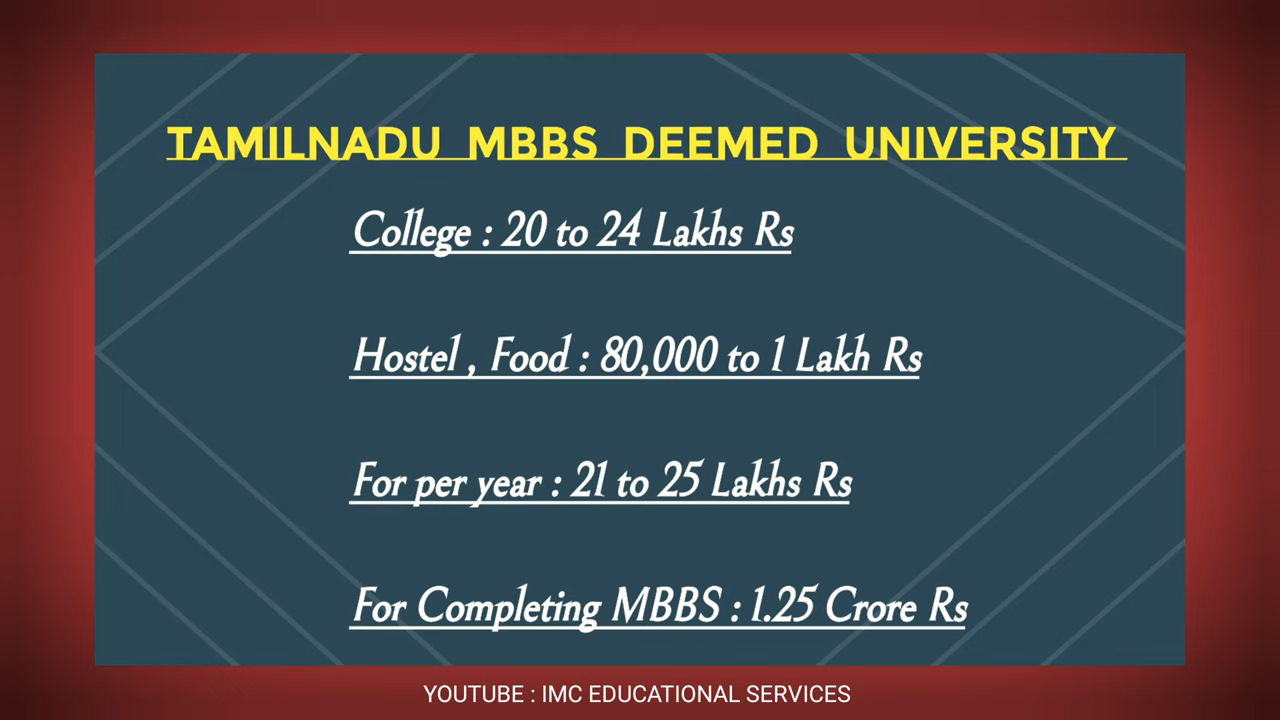 TAMILNADU MBBS DEEMED UNIVERSITY
College : 20 to 24 Lakhs Rs
Hostel , Food : 80,000 to 1 Lakh Rs
For per year : 21 to 25 Lakhs Rs
For Completing MBBS : 1.25 Crore Rs
YOUTUBE : IMC EDUCATIONAL SERVICES